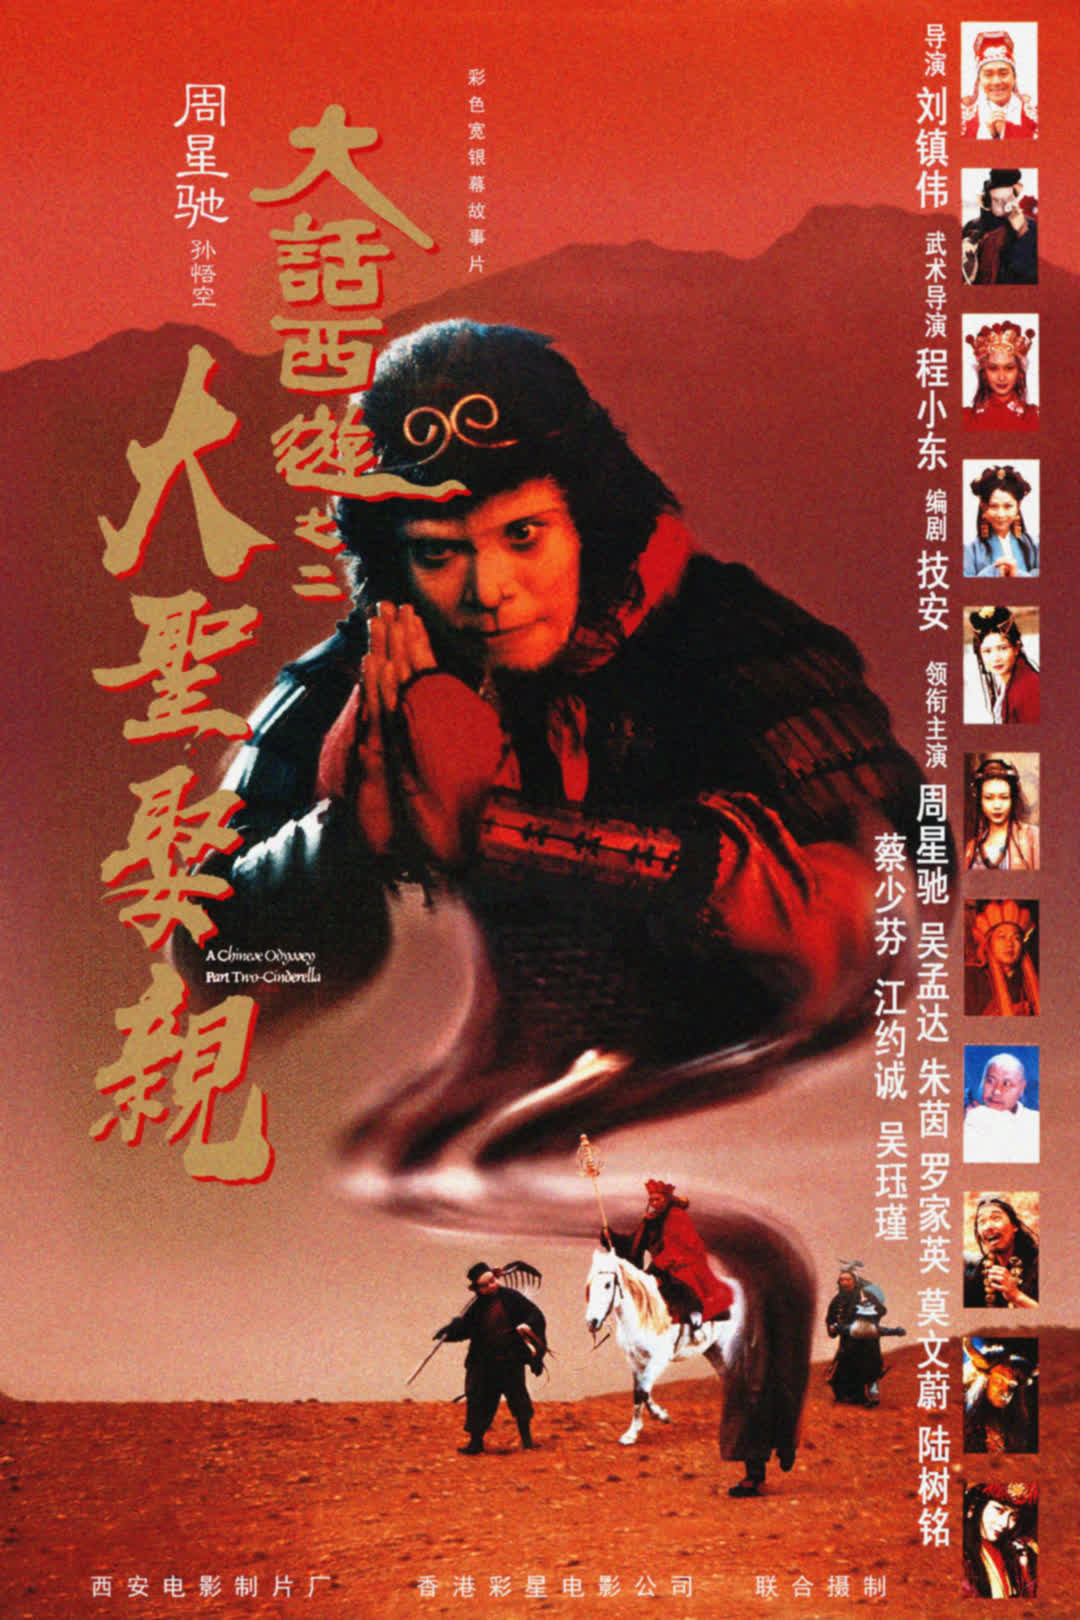 周星驰
孙悟空
大話西遊
之二
大聖娶親
彩色宽银幕故事片
A Chinese Odyssey
Part Two-Cinderella
导演 刘镇伟 武术导演 程小东 编剧 技安 领衔主演 周星驰 吴孟达 朱茵 罗家英 莫文蔚 陆树铭
蔡少芬 江约诚 吴珏瑾
西安电影制片厂 香港彩星电影公司 联合摄制